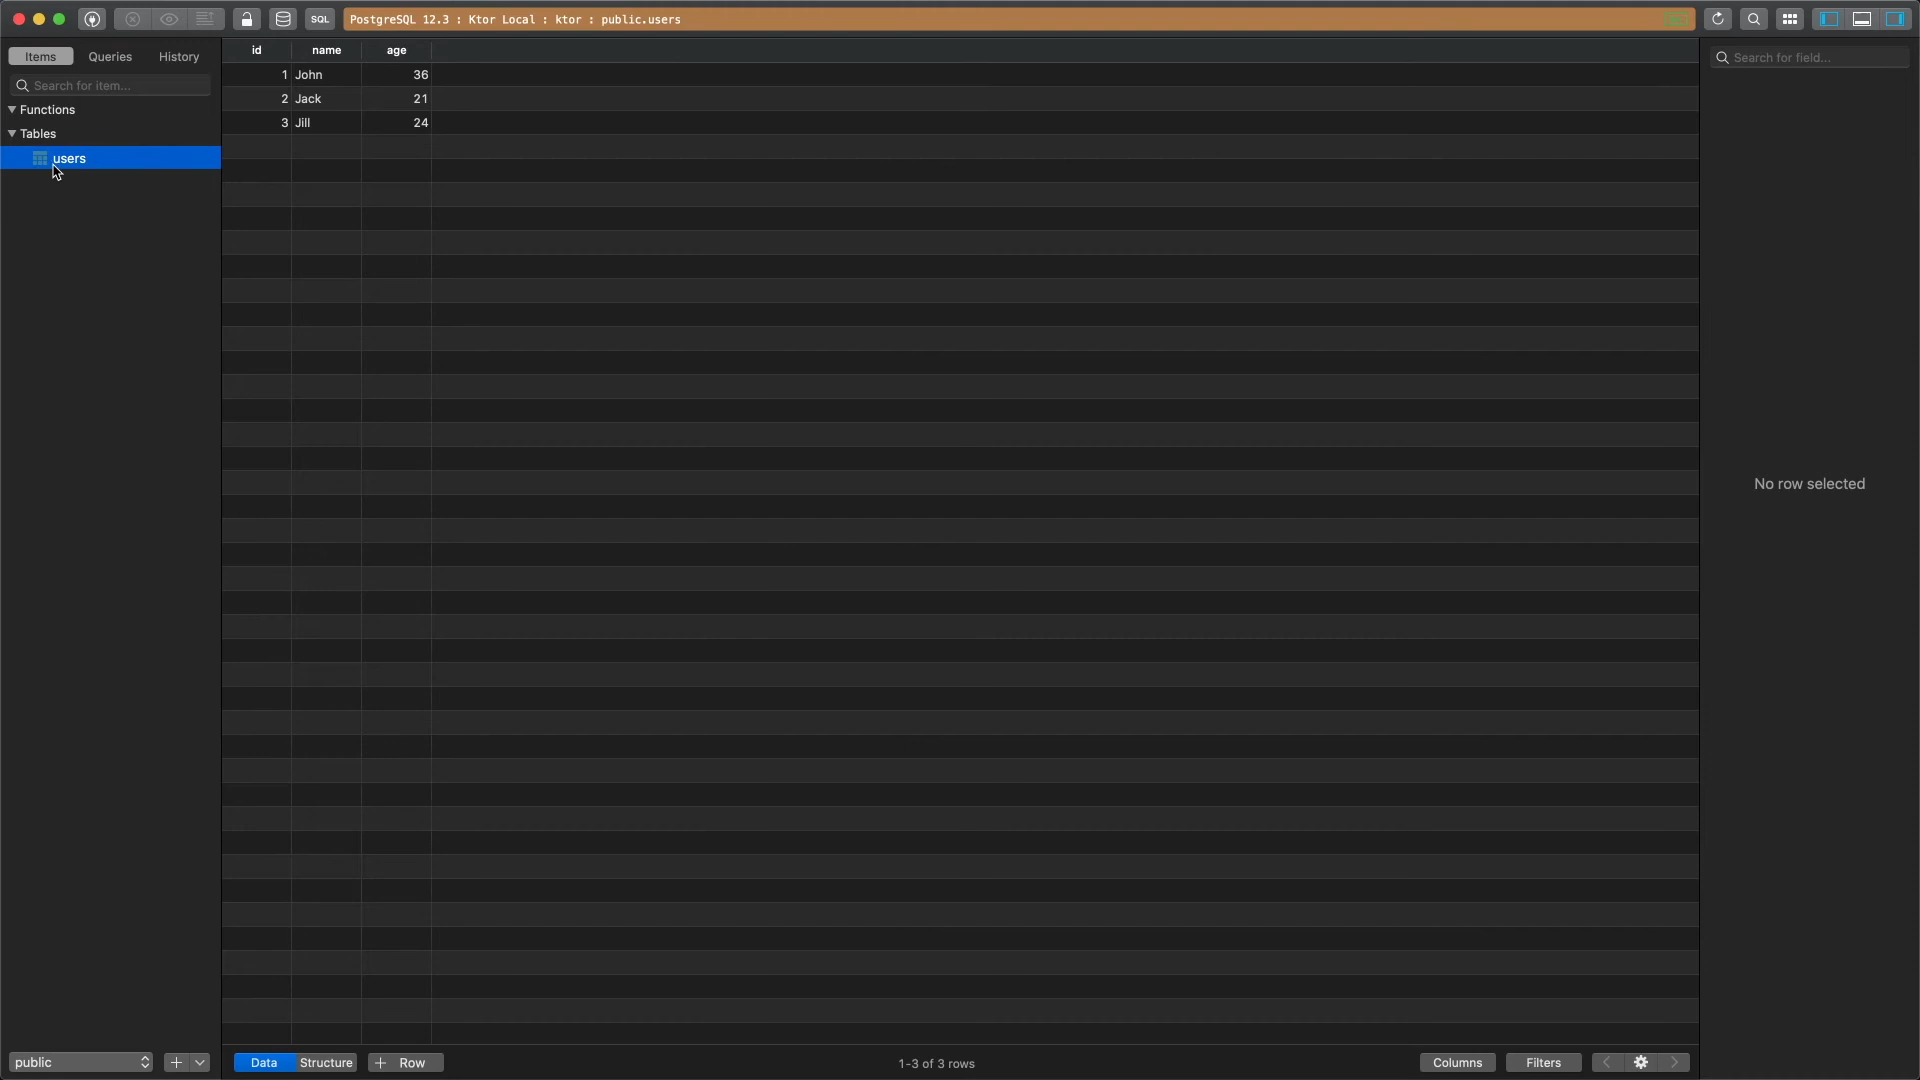 SQL
PostgreSQL 12.3 : Ktor Local : ktor : public.users
Items Queries History
Search for item...
Functions
Tables
users
id name age
1 John 36
2 Jack 21
3 Jill 24
Search for field...
No row selected
public
Data Structure + Row
1-3 of 3 rows
Columns Filters